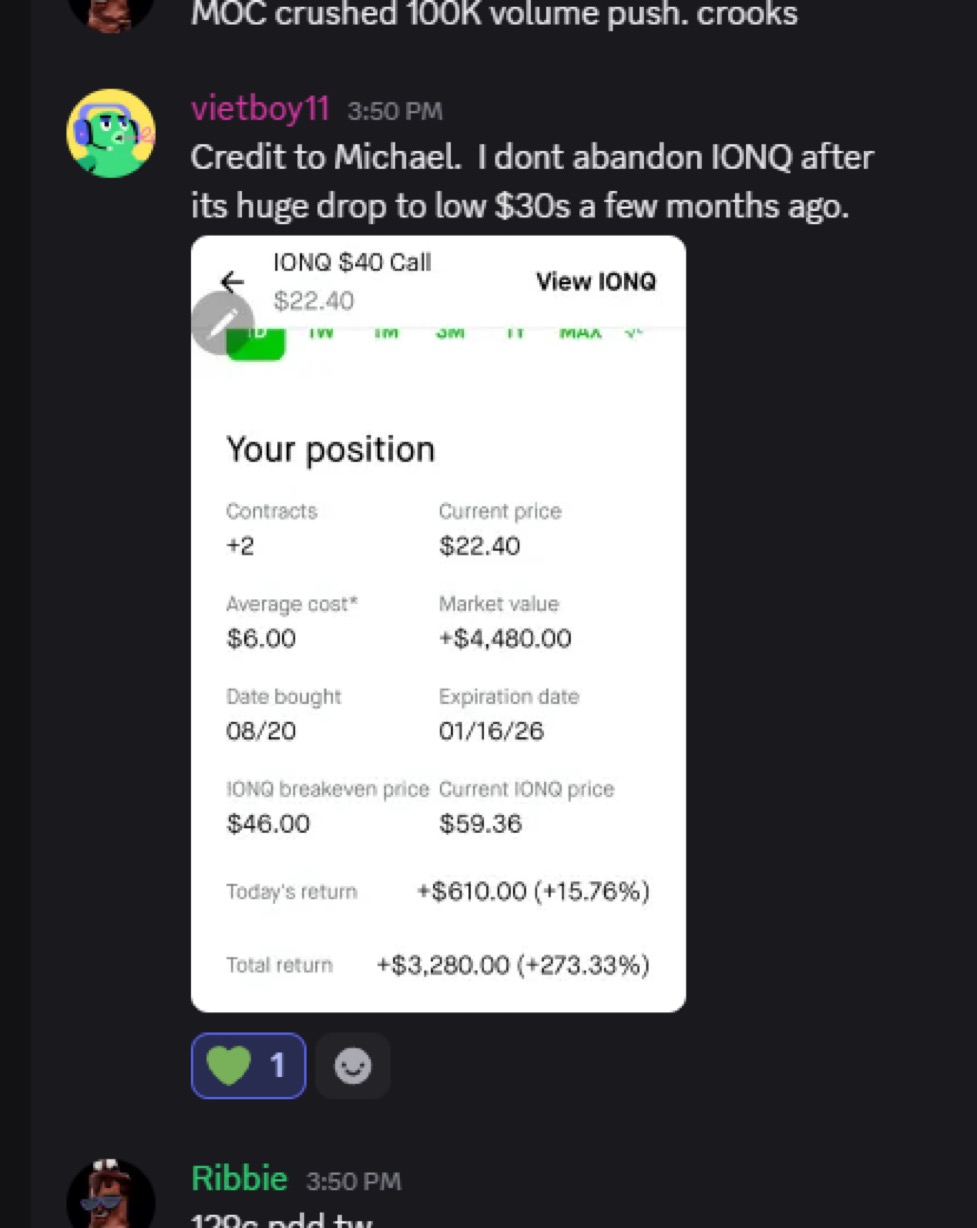 MOC crushed 100K volume push. crooks
vietboy11 3:50 PM
Credit to Michael. I dont abandon IONQ after
its huge drop to low $30s a few months ago.
IONQ $40 Call
$22.40
View IONQ
1D 1W 1M 3M 1Y MAX
Your position
Contracts
+2
Current price
$22.40
Average cost*
$6.00
Market value
+$4,480.00
Date bought
08/20
Expiration date
01/16/26
IONQ breakeven price
$46.00
Current IONQ price
$59.36
Today's return +$610.00 (+15.76%)
Total return +$3,280.00 (+273.33%)
1
Ribbie 3:50 PM
129c pdd tw